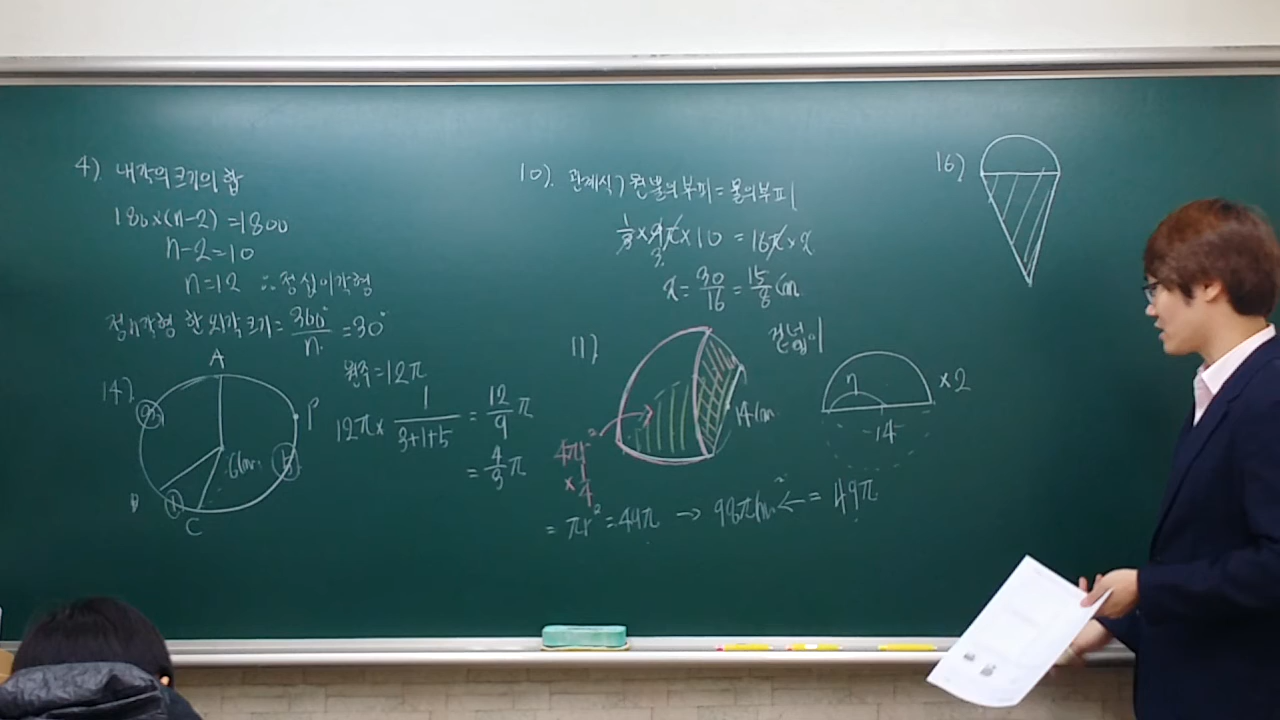 4) 내각의 크기의 합
180×(n-2) =1800
n-2=10
n=12 ∴정십이각형
정n각형 한 외각 크기= 360°/n =30°
14)
A
P
B
C
6cm
원주=12π
12π× 1/(3+1+5) = 12/9 π
= 4/3 π
10). 관계식) 원뿔의부피=물의부피
1/3×9π×10 = 16π×x
x= 30/16 = 15/8 cm
11)
겉넓이
14cm
4πr²
× 1/4
7
14
×2
= πr² =49π → 98πcm² ← = 49π
16)